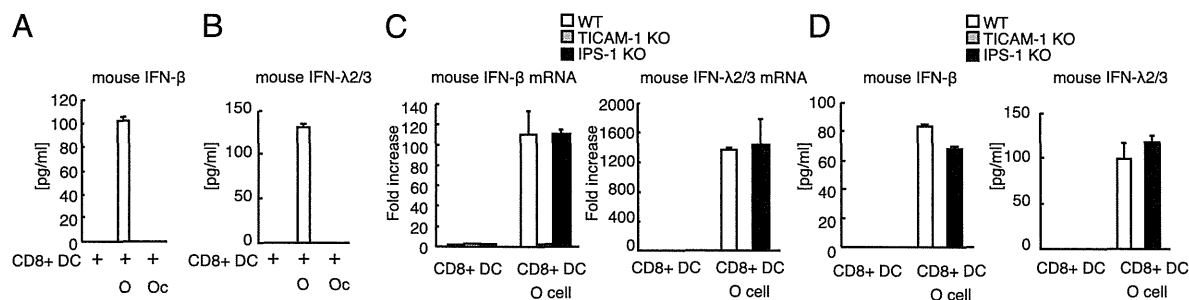 A
mouse IFN-β
[pg/ml]
120
100
80
60
40
20
0
CD8+ DC + + +
O Oc
B
mouse IFN-λ2/3
[pg/ml]
150
100
50
0
CD8+ DC + + +
O Oc
C
WT
TICAM-1 KO
IPS-1 KO
mouse IFN-β mRNA
Fold increase
140
120
100
80
60
40
20
0
CD8+ DC CD8+ DC
O cell
mouse IFN-λ2/3 mRNA
Fold increase
2000
1600
1200
800
400
0
CD8+ DC CD8+ DC
O cell
D
WT
TICAM-1 KO
IPS-1 KO
mouse IFN-β
[pg/ml]
100
80
60
40
20
0
CD8+ DC CD8+ DC
O cell
mouse IFN-λ2/3
[pg/ml]
150
100
50
0
CD8+ DC CD8+ DC
O cell